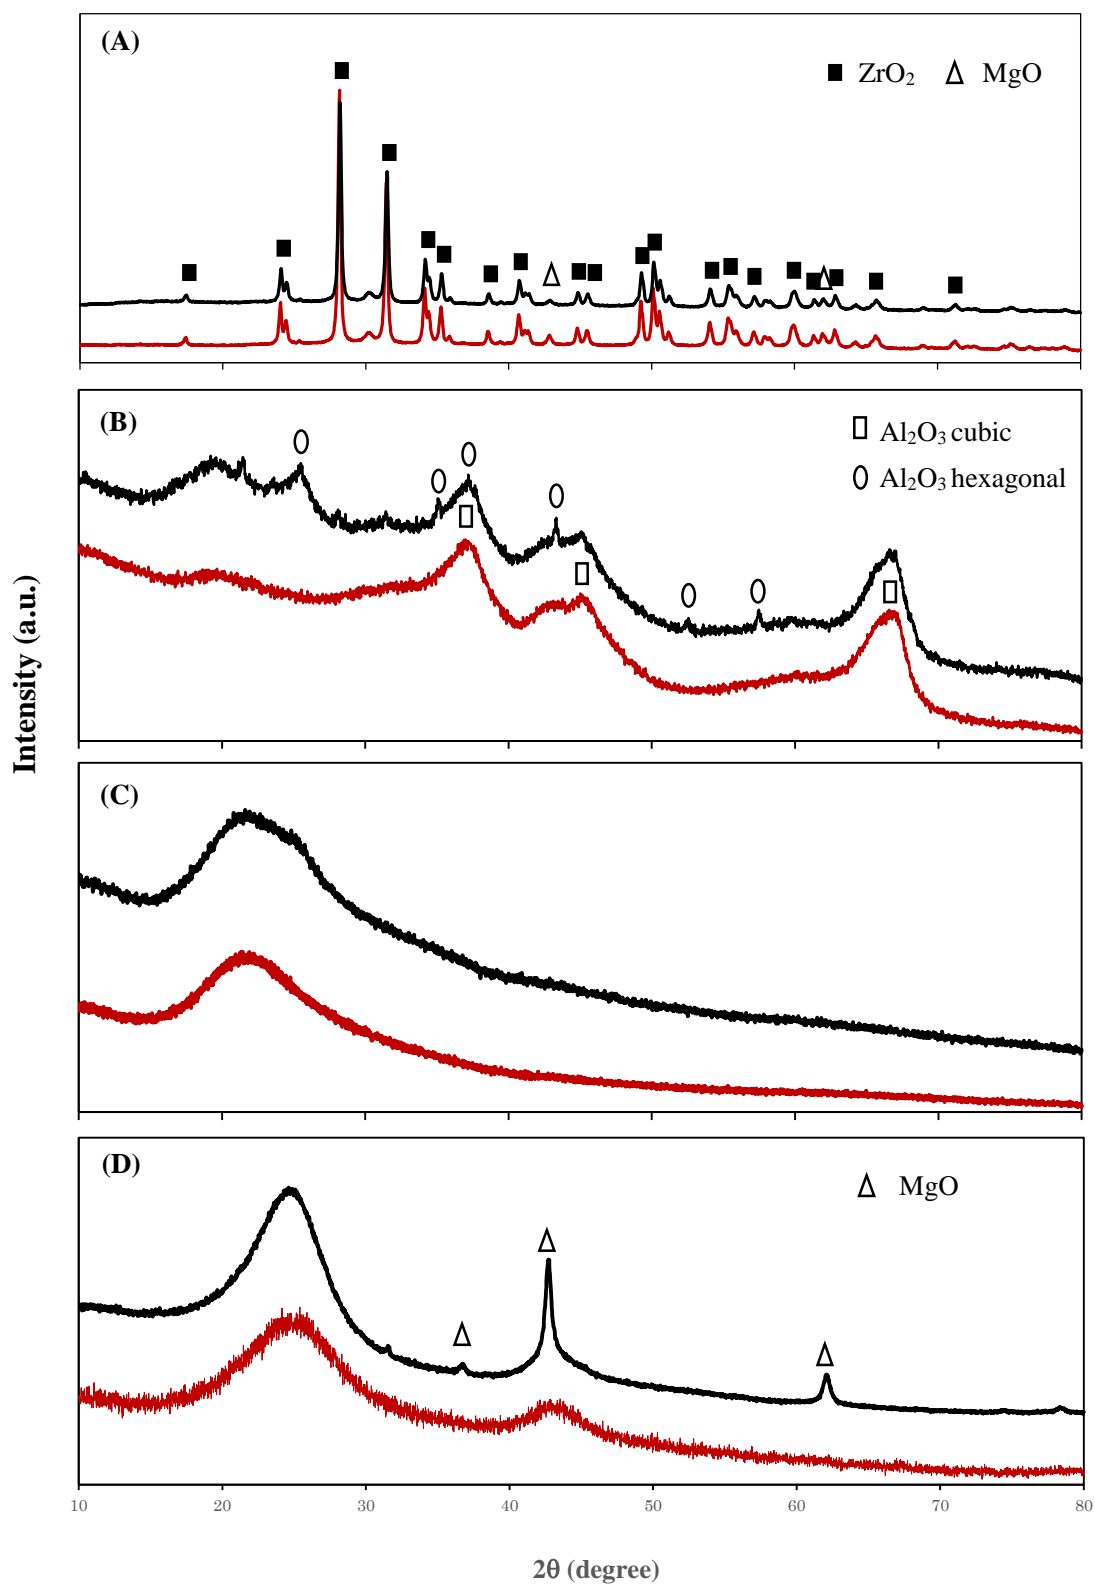 (A)
ZrO₂ MgO
(B)
Al₂O₃ cubic
Al₂O₃ hexagonal
Intensity (a.u.)
(C)
(D)
MgO
10 20 30 40 50 60 70 80
2θ (degree)